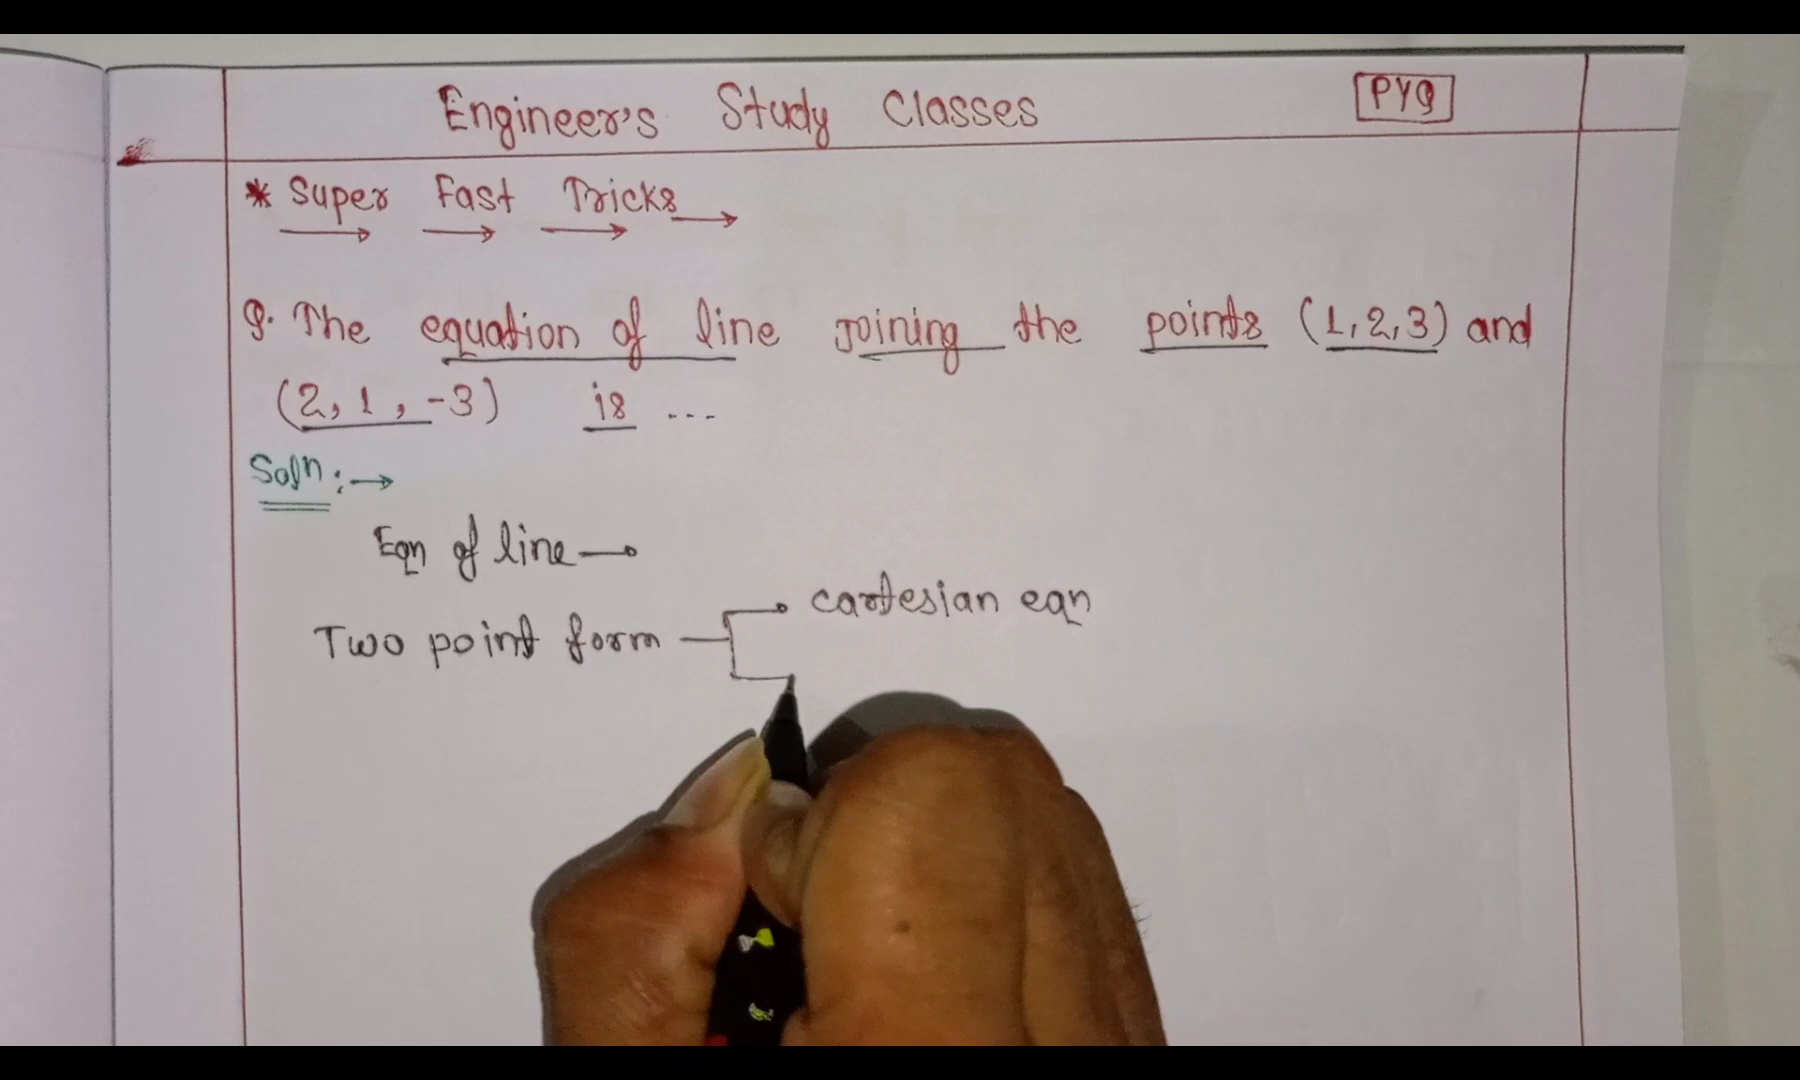 Engineer's Study Classes
PYQ
* Super Fast Tricks
Q. The equation of line Joining the points (1,2,3) and
(2, 1, -3) is ...
Soln :→
Eqn of line →
Two point form
cartesian eqn